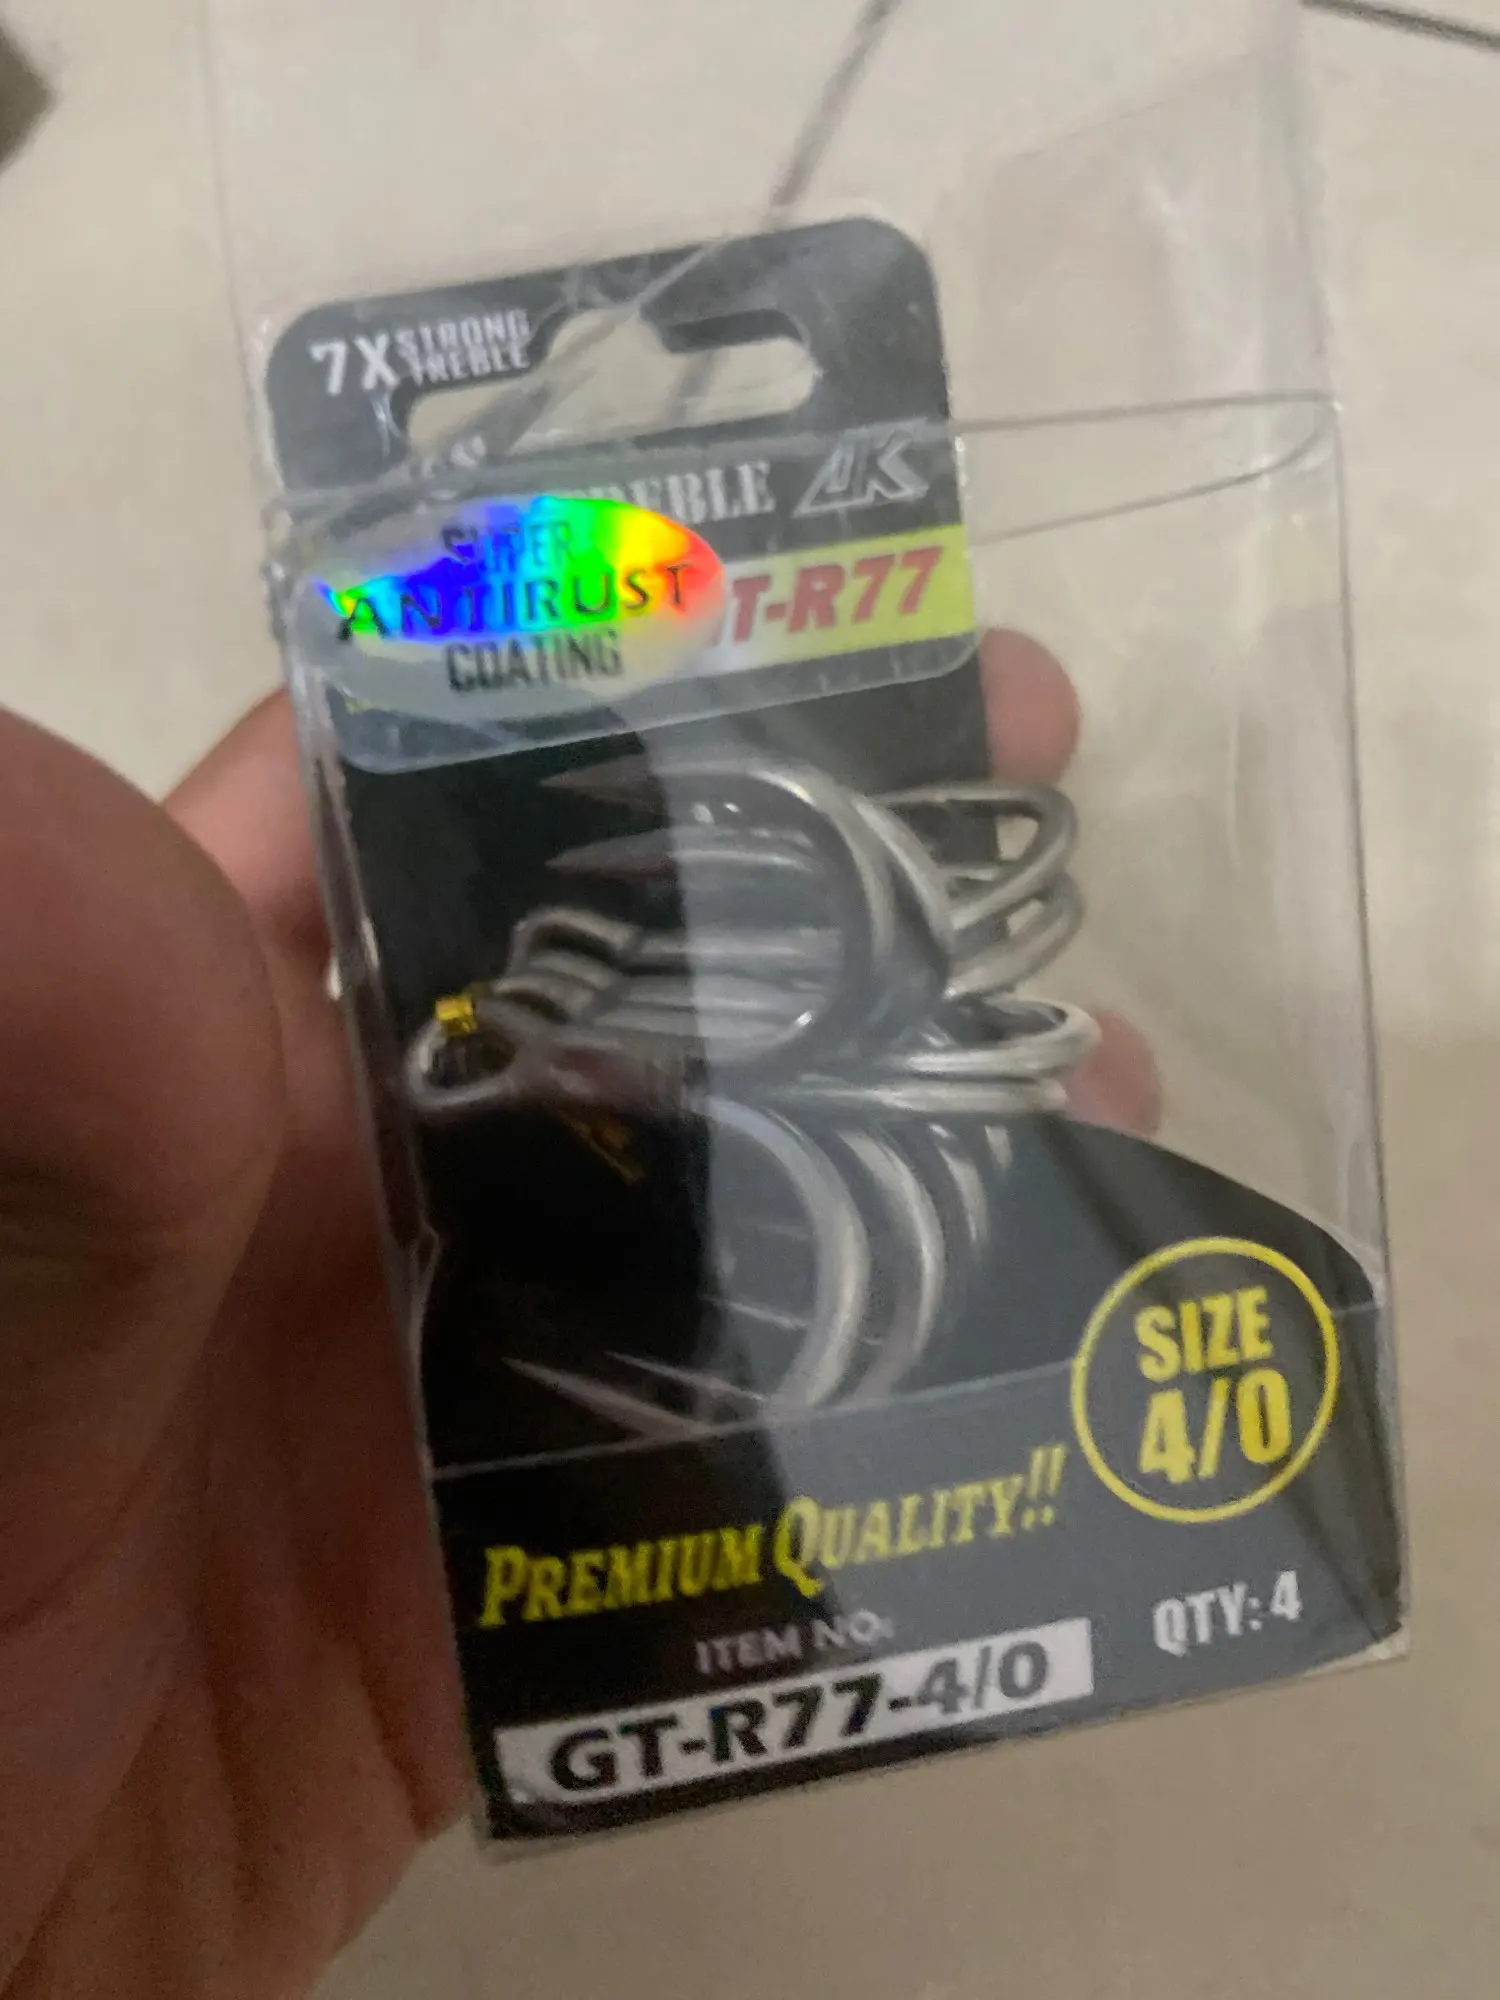 7X STRONG
TREBLE
TREBLE
SUPER
ANTIRUST
COATING
T-R77
SIZE
4/0
PREMIUM QUALITY!!
QTY: 4
ITEM NO.
GT-R77-4/0